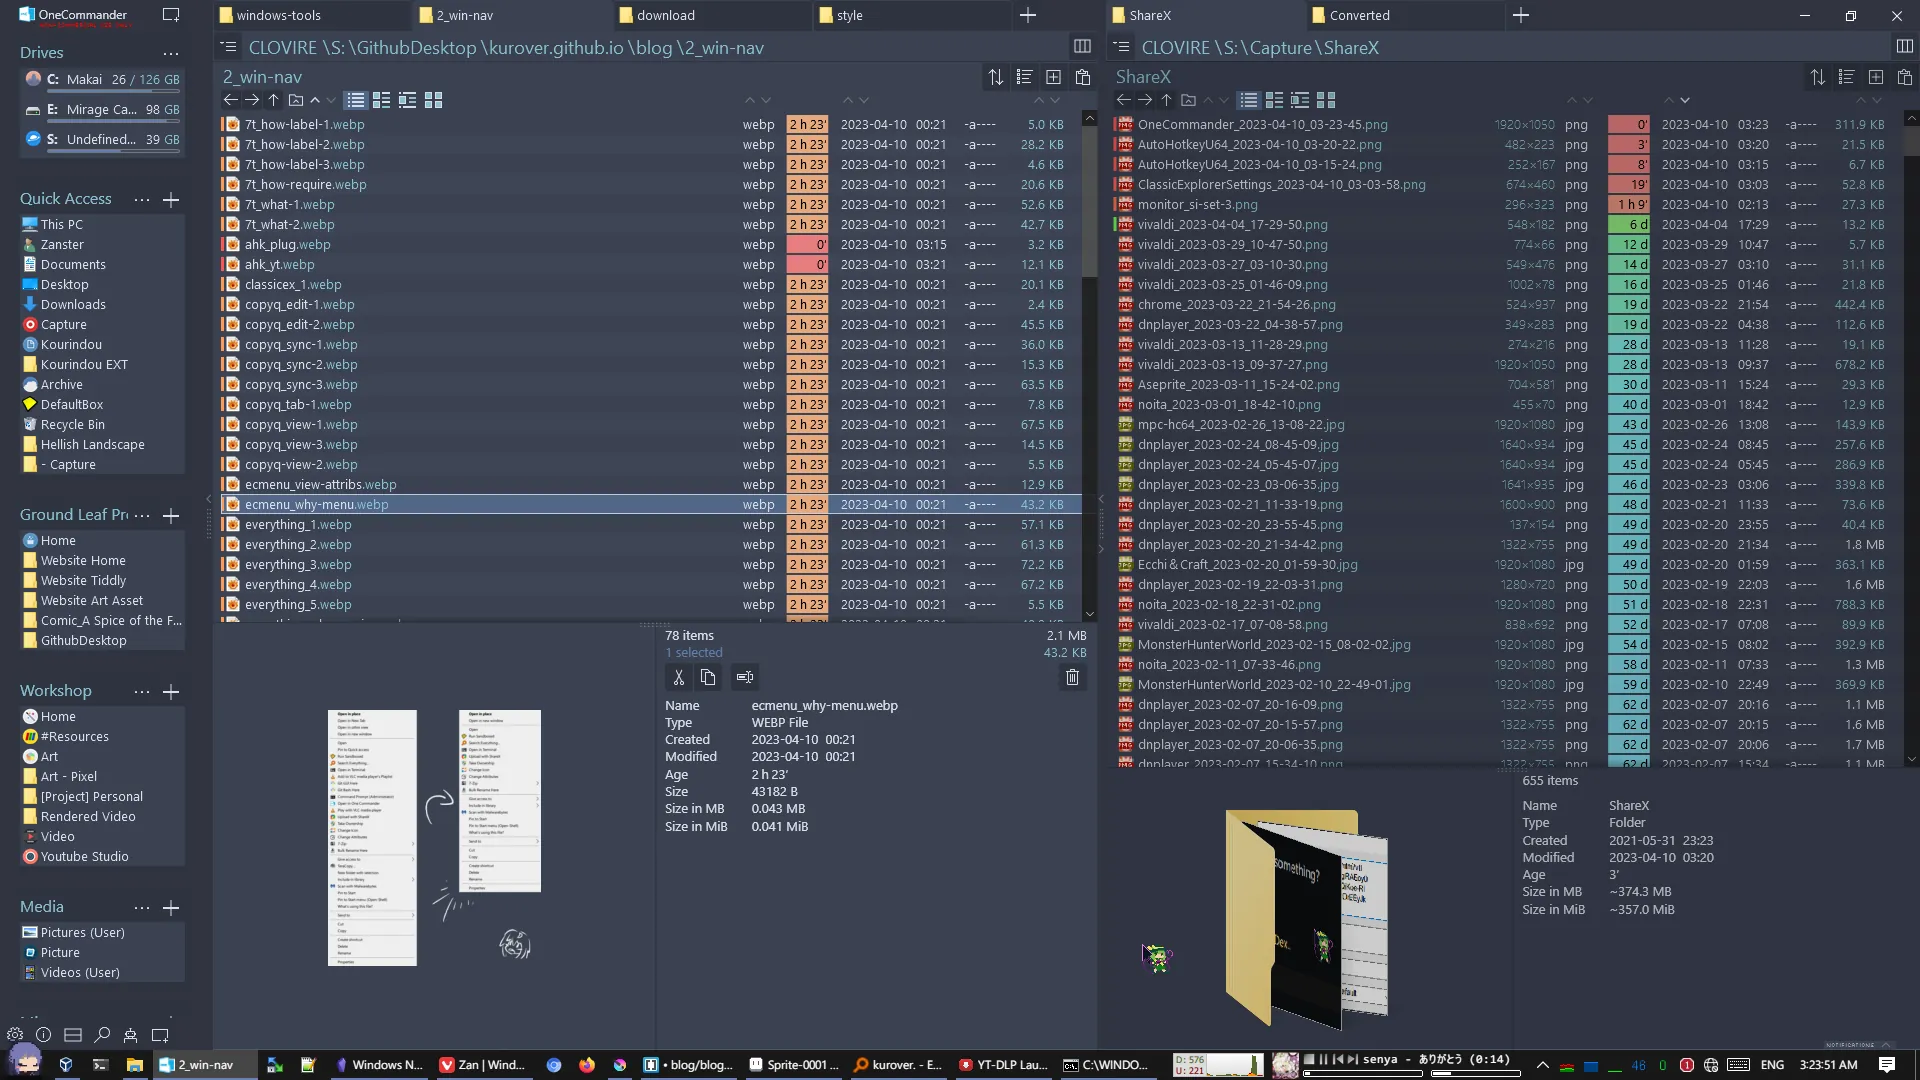 OneCommander
windows-tools
2_win-nav
download
style
ShareX
Converted
Drives
CLOVIRE \S: \GithubDesktop \kurover.github.io \blog \2_win-nav
CLOVIRE \S: \Capture \ShareX
C: Makai 26 / 126 GB
E: Mirage Ca... 98 GB
S: Undefined... 39 GB
2_win-nav
ShareX
Quick Access
This PC
Zanster
Documents
Desktop
Downloads
Capture
Kourindou
Kourindou EXT
Archive
DefaultBox
Recycle Bin
Hellish Landscape
- Capture
Ground Leaf Pr
Home
Website Home
Website Tiddly
Website Art Asset
Comic_A Spice of the F...
GithubDesktop
Workshop
Home
#Resources
Art
Art - Pixel
[Project] Personal
Rendered Video
Video
Youtube Studio
Media
Pictures (User)
Picture
Videos (User)
7t_how-label-1.webp webp 2 h 23' 2023-04-10 00:21 -a---- 5.0 KB
7t_how-label-2.webp webp 2 h 23' 2023-04-10 00:21 -a---- 28.2 KB
7t_how-label-3.webp webp 2 h 23' 2023-04-10 00:21 -a---- 4.6 KB
7t_how-require.webp webp 2 h 23' 2023-04-10 00:21 -a---- 20.6 KB
7t_what-1.webp webp 2 h 23' 2023-04-10 00:21 -a---- 52.6 KB
7t_what-2.webp webp 2 h 23' 2023-04-10 00:21 -a---- 42.7 KB
ahk_plug.webp webp 0' 2023-04-10 03:15 -a---- 3.2 KB
ahk_yt.webp webp 0' 2023-04-10 03:21 -a---- 12.1 KB
classicex_1.webp webp 2 h 23' 2023-04-10 00:21 -a---- 20.1 KB
copyq_edit-1.webp webp 2 h 23' 2023-04-10 00:21 -a---- 2.4 KB
copyq_edit-2.webp webp 2 h 23' 2023-04-10 00:21 -a---- 45.5 KB
copyq_sync-1.webp webp 2 h 23' 2023-04-10 00:21 -a---- 36.0 KB
copyq_sync-2.webp webp 2 h 23' 2023-04-10 00:21 -a---- 15.3 KB
copyq_sync-3.webp webp 2 h 23' 2023-04-10 00:21 -a---- 63.5 KB
copyq_tab-1.webp webp 2 h 23' 2023-04-10 00:21 -a---- 7.8 KB
copyq_view-1.webp webp 2 h 23' 2023-04-10 00:21 -a---- 67.5 KB
copyq_view-3.webp webp 2 h 23' 2023-04-10 00:21 -a---- 14.5 KB
copyq-view-2.webp webp 2 h 23' 2023-04-10 00:21 -a---- 5.5 KB
ecmenu_view-attribs.webp webp 2 h 23' 2023-04-10 00:21 -a---- 12.9 KB
ecmenu_why-menu.webp webp 2 h 23' 2023-04-10 00:21 -a---- 43.2 KB
everything_1.webp webp 2 h 23' 2023-04-10 00:21 -a---- 57.1 KB
everything_2.webp webp 2 h 23' 2023-04-10 00:21 -a---- 61.3 KB
everything_3.webp webp 2 h 23' 2023-04-10 00:21 -a---- 72.2 KB
everything_4.webp webp 2 h 23' 2023-04-10 00:21 -a---- 67.2 KB
everything_5.webp webp 2 h 23' 2023-04-10 00:21 -a---- 5.5 KB
78 items 2.1 MB
1 selected 43.2 KB
Name ecmenu_why-menu.webp
Type WEBP File
Created 2023-04-10 00:21
Modified 2023-04-10 00:21
Age 2 h 23'
Size 43182 B
Size in MB 0.043 MB
Size in MiB 0.041 MiB
OneCommander_2023-04-10_03-23-45.png 1920×1050 png 0' 2023-04-10 03:23 -a---- 311.9 KB
AutoHotkeyU64_2023-04-10_03-20-22.png 482×223 png 3' 2023-04-10 03:20 -a---- 21.5 KB
AutoHotkeyU64_2023-04-10_03-15-24.png 252×167 png 8' 2023-04-10 03:15 -a---- 6.7 KB
ClassicExplorerSettings_2023-04-10_03-03-58.png 674×460 png 19' 2023-04-10 03:03 -a---- 52.8 KB
monitor_si-set-3.png 296×323 png 1 h 9' 2023-04-10 02:13 -a---- 27.3 KB
vivaldi_2023-04-04_17-29-50.png 548×182 png 6 d 2023-04-04 17:29 -a---- 13.2 KB
vivaldi_2023-03-29_10-47-50.png 774×66 png 12 d 2023-03-29 10:47 -a---- 5.7 KB
vivaldi_2023-03-27_03-10-30.png 549×476 png 14 d 2023-03-27 03:10 -a---- 31.1 KB
vivaldi_2023-03-25_01-46-09.png 1002×78 png 16 d 2023-03-25 01:46 -a---- 21.8 KB
chrome_2023-03-22_21-54-26.png 524×937 png 19 d 2023-03-22 21:54 -a---- 442.4 KB
dnplayer_2023-03-22_04-38-57.png 349×283 png 19 d 2023-03-22 04:38 -a---- 112.6 KB
vivaldi_2023-03-13_11-28-29.png 274×216 png 28 d 2023-03-13 11:28 -a---- 19.1 KB
vivaldi_2023-03-13_09-37-27.png 1920×1050 png 28 d 2023-03-13 09:37 -a---- 678.2 KB
Aseprite_2023-03-11_15-24-02.png 704×581 png 30 d 2023-03-11 15:24 -a---- 29.3 KB
noita_2023-03-01_18-42-10.png 455×70 png 40 d 2023-03-01 18:42 -a---- 12.9 KB
mpc-hc64_2023-02-26_13-08-22.jpg 1920×1080 jpg 43 d 2023-02-26 13:08 -a---- 143.9 KB
dnplayer_2023-02-24_08-45-09.jpg 1640×934 jpg 45 d 2023-02-24 08:45 -a---- 257.6 KB
dnplayer_2023-02-24_05-45-07.jpg 1640×934 jpg 45 d 2023-02-24 05:45 -a---- 286.9 KB
dnplayer_2023-02-23_03-06-35.jpg 1641×935 jpg 46 d 2023-02-23 03:06 -a---- 339.8 KB
dnplayer_2023-02-21_11-33-19.png 1600×900 png 48 d 2023-02-21 11:33 -a---- 73.6 KB
dnplayer_2023-02-20_23-55-45.png 137×154 png 49 d 2023-02-20 23:55 -a---- 40.4 KB
dnplayer_2023-02-20_21-34-42.png 1322×755 png 49 d 2023-02-20 21:34 -a---- 1.8 MB
Ecchi & Craft_2023-02-20_01-59-30.jpg 1920×1080 jpg 49 d 2023-02-20 01:59 -a---- 363.1 KB
dnplayer_2023-02-19_22-03-31.png 1280×720 png 50 d 2023-02-19 22:03 -a---- 1.6 MB
noita_2023-02-18_22-31-02.png 1920×1080 png 51 d 2023-02-18 22:31 -a---- 788.3 KB
vivaldi_2023-02-17_07-08-58.png 838×692 png 52 d 2023-02-17 07:08 -a---- 89.9 KB
MonsterHunterWorld_2023-02-15_08-02-02.jpg 1920×1080 jpg 54 d 2023-02-15 08:02 -a---- 392.9 KB
noita_2023-02-11_07-33-46.png 1920×1080 png 58 d 2023-02-11 07:33 -a---- 1.3 MB
MonsterHunterWorld_2023-02-10_22-49-01.jpg 1920×1080 jpg 59 d 2023-02-10 22:49 -a---- 369.9 KB
dnplayer_2023-02-07_20-16-09.png 1322×755 png 62 d 2023-02-07 20:16 -a---- 1.1 MB
dnplayer_2023-02-07_20-15-57.png 1322×755 png 62 d 2023-02-07 20:15 -a---- 1.6 MB
dnplayer_2023-02-07_20-06-35.png 1322×755 png 62 d 2023-02-07 20:06 -a---- 1.7 MB
dnplayer_2023-02-07_15-34-10.png 1322×755 png 62 d 2023-02-07 15:34 -a---- 1.1 MB
655 items
Name ShareX
Type Folder
Created 2021-05-31 23:23
Modified 2023-04-10 03:20
Age 3'
Size in MB ~374.3 MB
Size in MiB ~357.0 MiB
something?
NOTIFICATIONS
2_win-nav
Windows N...
Zan | Wind...
• blog/blog...
Sprite-0001 ...
kurover. - E...
YT-DLP Lau...
C:\WINDO...
D: 576
U: 221
senya - ありがとう (0:14)
46
0
ENG
3:23:51 AM